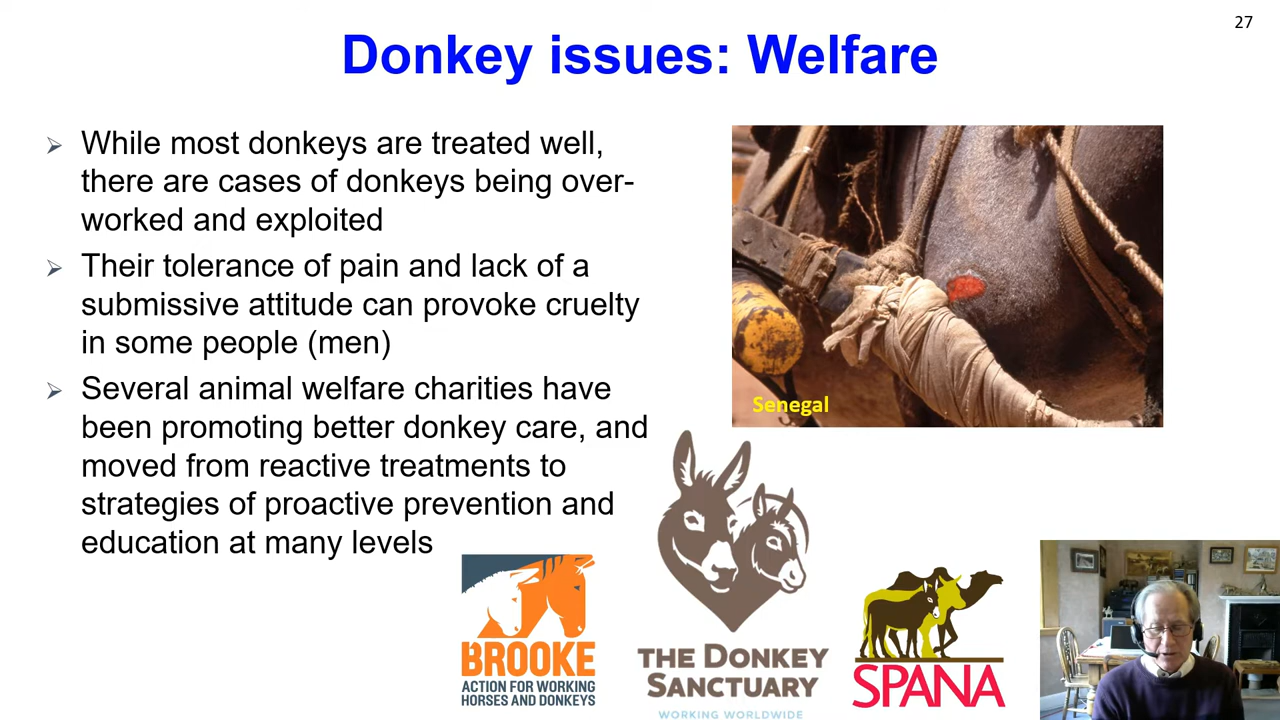 27
Donkey issues: Welfare
While most donkeys are treated well,
there are cases of donkeys being over-
worked and exploited
Their tolerance of pain and lack of a
submissive attitude can provoke cruelty
in some people (men)
Several animal welfare charities have
been promoting better donkey care, and
moved from reactive treatments to
strategies of proactive prevention and
education at many levels
Senegal
BROOKE
ACTION FOR WORKING
HORSES AND DONKEYS
THE DONKEY
SANCTUARY
WORKING WORLDWIDE
SPANA